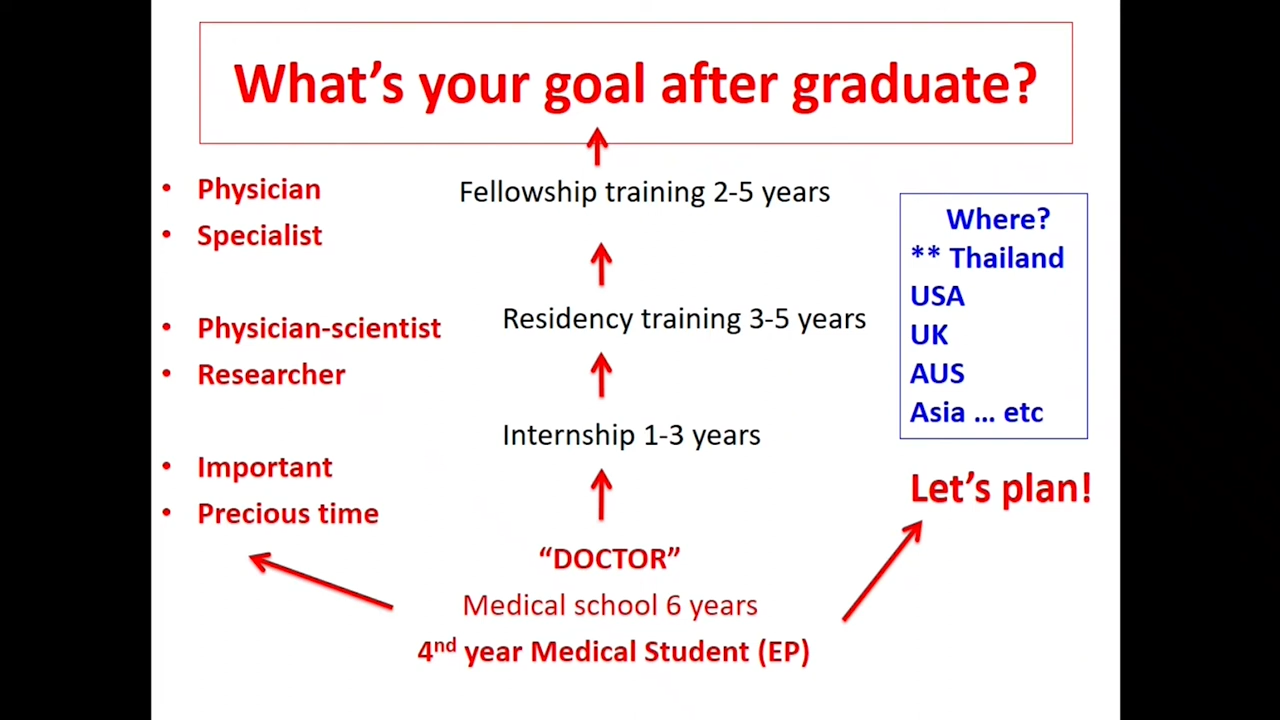 What's your goal after graduate?
• Physician
• Specialist
• Physician-scientist
• Researcher
• Important
• Precious time
Fellowship training 2-5 years
Residency training 3-5 years
Internship 1-3 years
“DOCTOR”
Medical school 6 years
4nd year Medical Student (EP)
Where?
** Thailand
USA
UK
AUS
Asia ... etc
Let's plan!